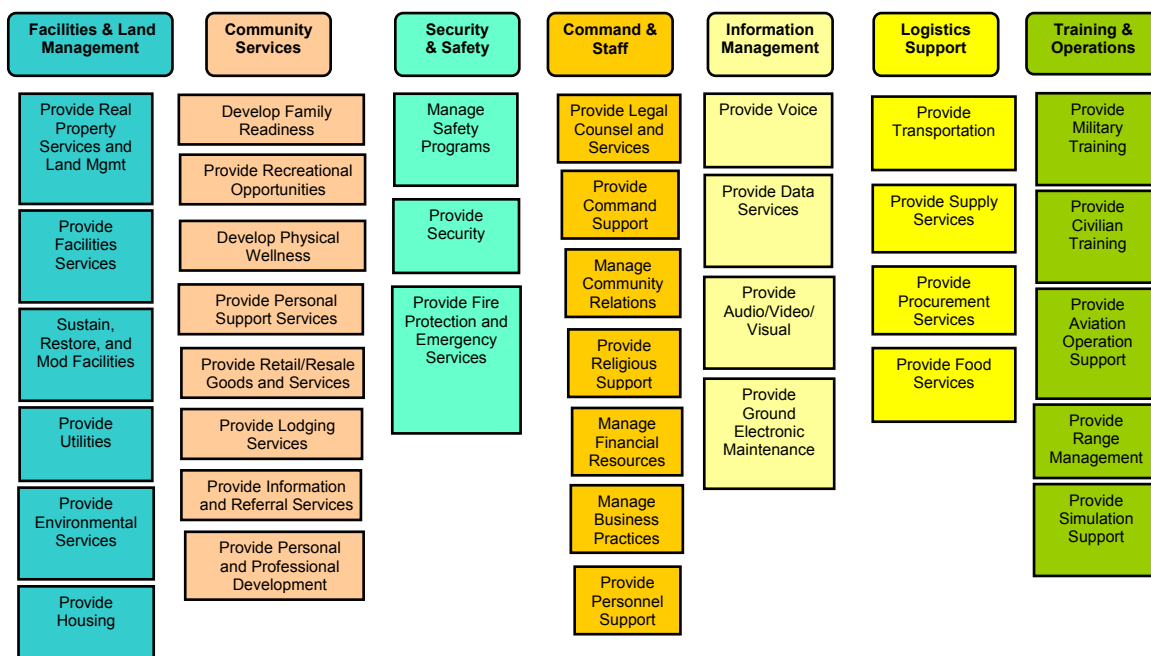 Facilities & Land
Management
Community
Services
Security
& Safety
Command &
Staff
Information
Management
Logistics
Support
Training &
Operations
Provide Real
Property
Services and
Land Mgmt
Provide
Facilities
Services
Sustain,
Restore, and
Mod Facilities
Provide
Utilities
Provide
Environmental
Services
Provide
Housing
Develop Family
Readiness
Provide Recreational
Opportunities
Develop Physical
Wellness
Provide Personal
Support Services
Provide Retail/Resale
Goods and Services
Provide Lodging
Services
Provide Information
and Referral Services
Provide Personal
and Professional
Development
Manage
Safety
Programs
Provide
Security
Provide Fire
Protection and
Emergency
Services
Provide Legal
Counsel and
Services
Provide
Command
Support
Manage
Community
Relations
Provide
Religious
Support
Manage
Financial
Resources
Manage
Business
Practices
Provide
Personnel
Support
Provide Voice
Provide Data
Services
Provide
Audio/Video/
Visual
Provide
Ground
Electronic
Maintenance
Provide
Transportation
Provide Supply
Services
Provide
Procurement
Services
Provide Food
Services
Provide
Military
Training
Provide
Civilian
Training
Provide
Aviation
Operation
Support
Provide
Range
Management
Provide
Simulation
Support